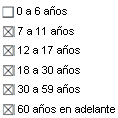 0 a 6 años
7 a 11 años
12 a 17 años
18 a 30 años
30 a 59 años
60 años en adelante